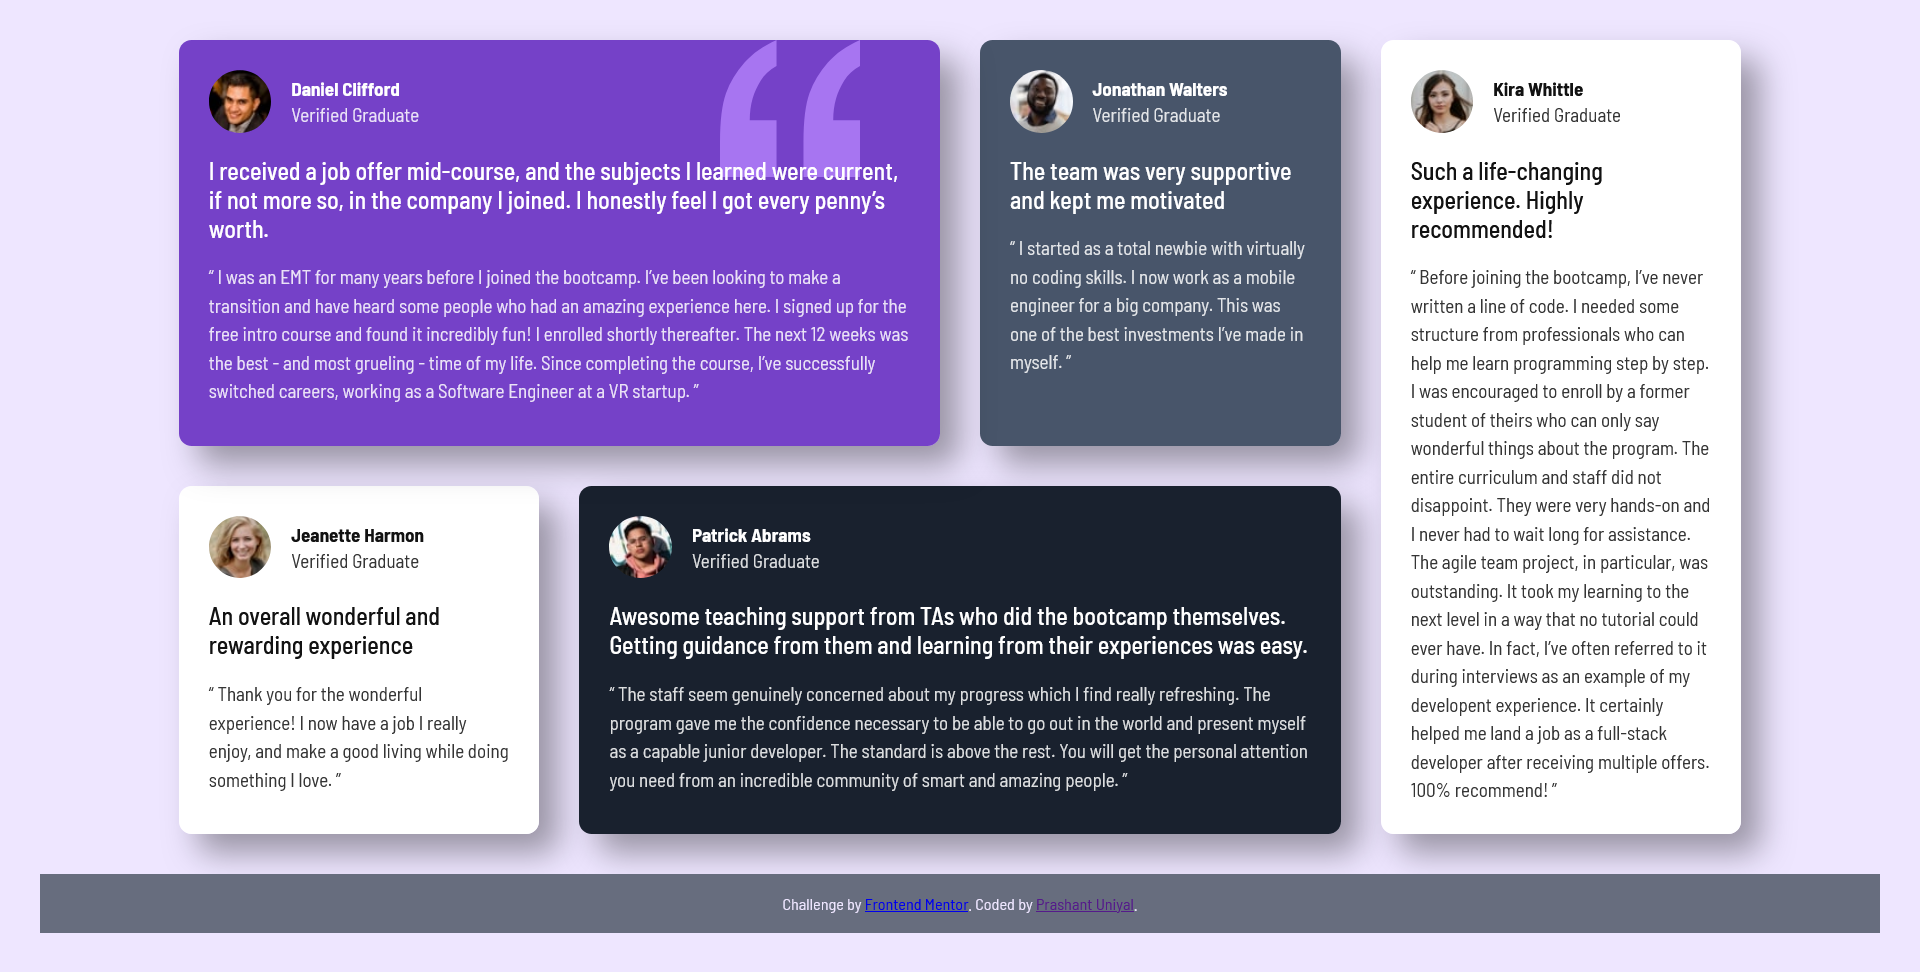 Daniel Clifford
Verified Graduate
I received a job offer mid-course, and the subjects I learned were current,
if not more so, in the company I joined. I honestly feel I got every penny’s
worth.
“ I was an EMT for many years before I joined the bootcamp. I’ve been looking to make a
transition and have heard some people who had an amazing experience here. I signed up for the
free intro course and found it incredibly fun! I enrolled shortly thereafter. The next 12 weeks was
the best - and most grueling - time of my life. Since completing the course, I’ve successfully
switched careers, working as a Software Engineer at a VR startup. ”
Jonathan Walters
Verified Graduate
The team was very supportive
and kept me motivated
“ I started as a total newbie with virtually
no coding skills. I now work as a mobile
engineer for a big company. This was
one of the best investments I’ve made in
myself. ”
Kira Whittle
Verified Graduate
Such a life-changing
experience. Highly
recommended!
“ Before joining the bootcamp, I’ve never
written a line of code. I needed some
structure from professionals who can
help me learn programming step by step.
I was encouraged to enroll by a former
student of theirs who can only say
wonderful things about the program. The
entire curriculum and staff did not
disappoint. They were very hands-on and
I never had to wait long for assistance.
The agile team project, in particular, was
outstanding. It took my learning to the
next level in a way that no tutorial could
ever have. In fact, I’ve often referred to it
during interviews as an example of my
developent experience. It certainly
helped me land a job as a full-stack
developer after receiving multiple offers.
100% recommend! ”
Jeanette Harmon
Verified Graduate
An overall wonderful and
rewarding experience
“ Thank you for the wonderful
experience! I now have a job I really
enjoy, and make a good living while doing
something I love. ”
Patrick Abrams
Verified Graduate
Awesome teaching support from TAs who did the bootcamp themselves.
Getting guidance from them and learning from their experiences was easy.
“ The staff seem genuinely concerned about my progress which I find really refreshing. The
program gave me the confidence necessary to be able to go out in the world and present myself
as a capable junior developer. The standard is above the rest. You will get the personal attention
you need from an incredible community of smart and amazing people. ”
Challenge by Frontend Mentor. Coded by Prashant Uniyal.